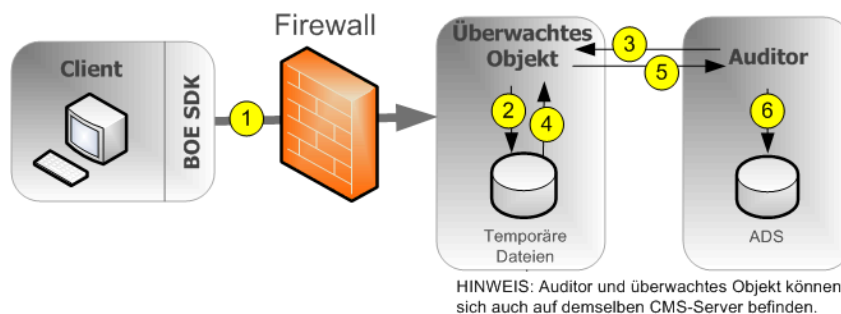 Firewall
Client
BOE SDK
1
Überwachtes
Objekt
3
5
Auditor
2
4
6
Temporäre
Dateien
ADS
HINWEIS: Auditor und überwachtes Objekt können
sich auch auf demselben CMS-Server befinden.